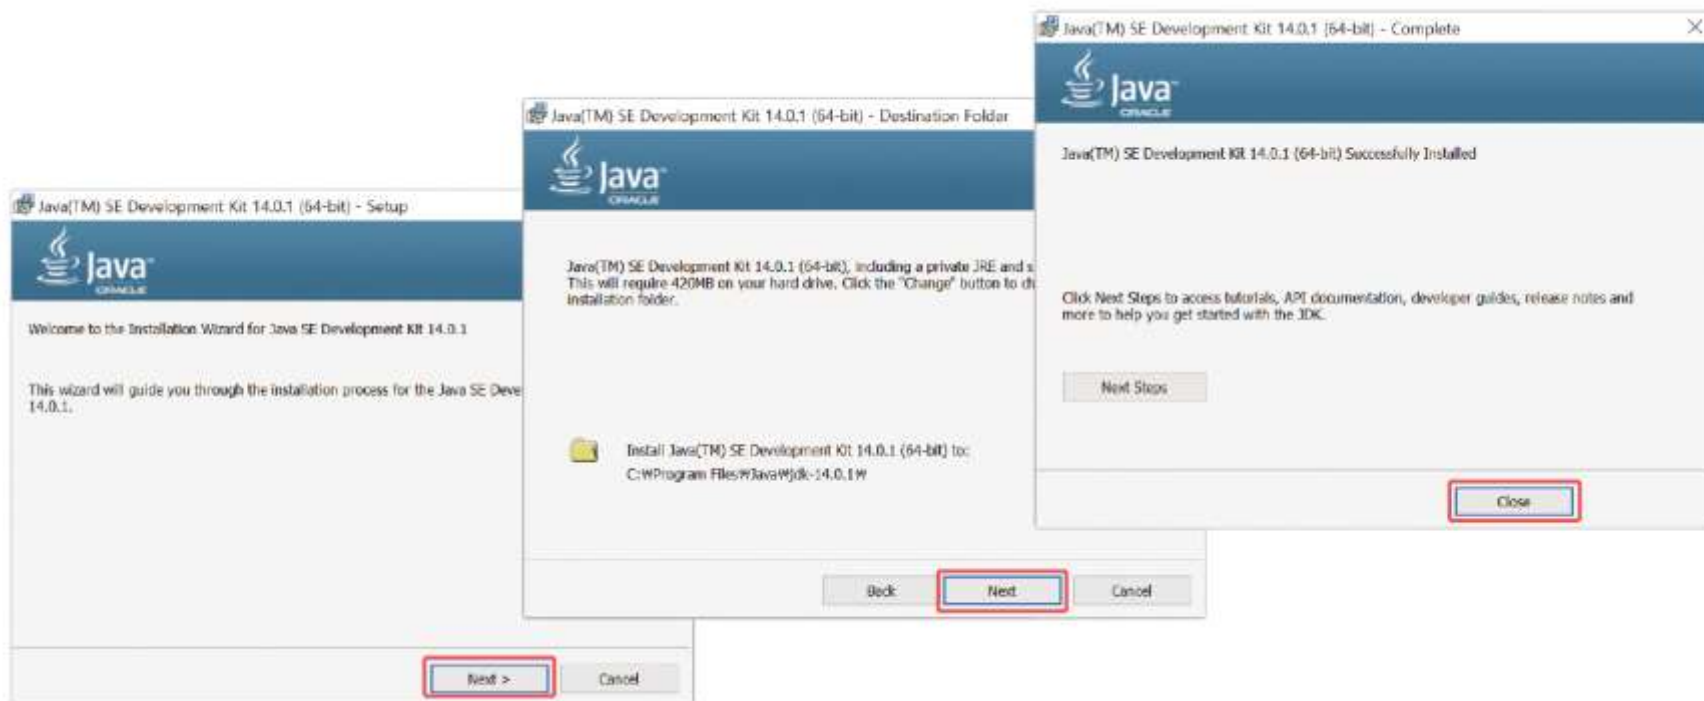 Java(TM) SE Development Kit 14.0.1 (64-bit) - Setup
Java
ORACLE
Welcome to the Installation Wizard for Java SE Development Kit 14.0.1
This wizard will guide you through the installation process for the Java SE Deve
14.0.1.
Next >
Cancel
Java(TM) SE Development Kit 14.0.1 (64-bit) - Destination Folder
Java
ORACLE
Java(TM) SE Development Kit 14.0.1 (64-bit), including a private JRE and s
This will require 420MB on your hard drive. Click the "Change" button to ch
installation folder.
Install Java(TM) SE Development Kit 14.0.1 (64-bit) to:
C:₩Program Files₩Java₩jdk-14.0.1₩
Back
Next
Cancel
Java(TM) SE Development Kit 14.0.1 (64-bit) - Complete
Java
ORACLE
Java(TM) SE Development Kit 14.0.1 (64-bit) Successfully Installed
Click Next Steps to access tutorials, API documentation, developer guides, release notes and
more to help you get started with the JDK.
Next Steps
Close